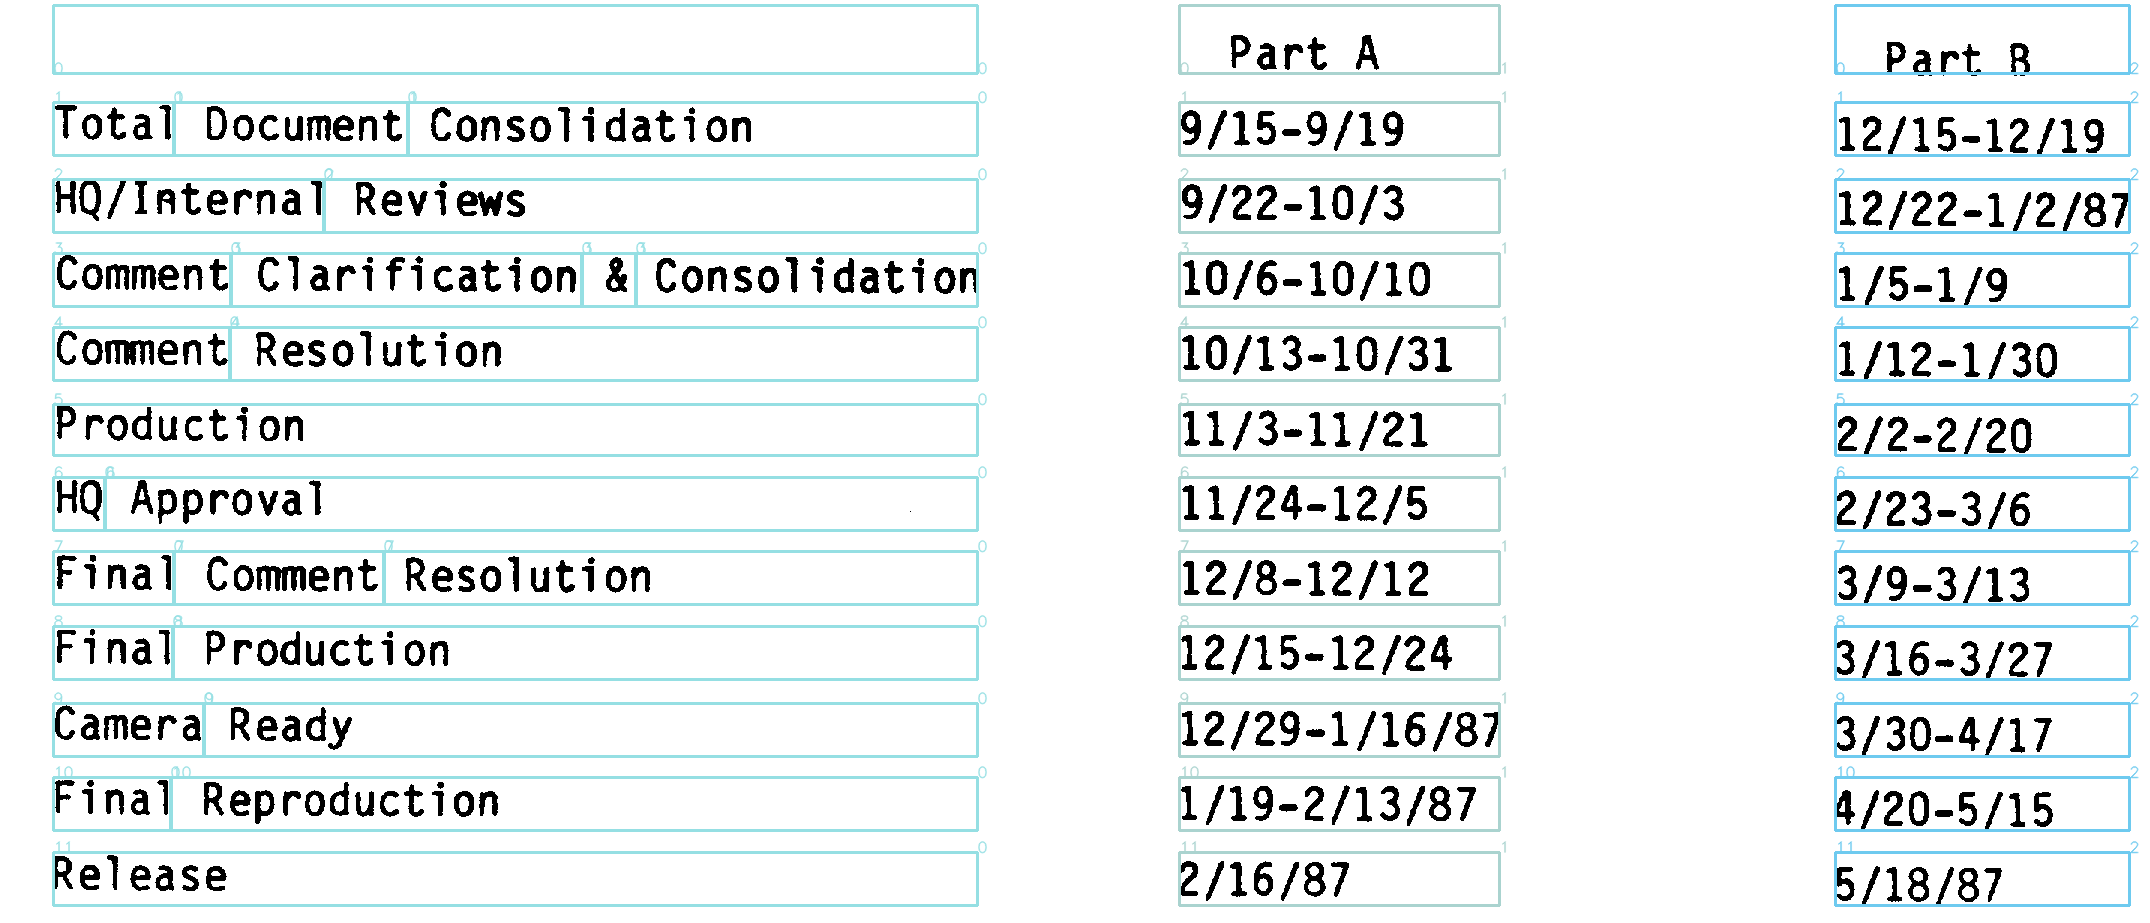 Part A Part B
Total Document Consolidation 9/15-9/19 12/15-12/19
HQ/Internal Reviews 9/22-10/3 12/22-1/2/87
Comment Clarification & Consolidation 10/6-10/10 1/5-1/9
Comment Resolution 10/13-10/31 1/12-1/30
Production 11/3-11/21 2/2-2/20
HQ Approval 11/24-12/5 2/23-3/6
Final Comment Resolution 12/8-12/12 3/9-3/13
Final Production 12/15-12/24 3/16-3/27
Camera Ready 12/29-1/16/87 3/30-4/17
Final Reproduction 1/19-2/13/87 4/20-5/15
Release 2/16/87 5/18/87